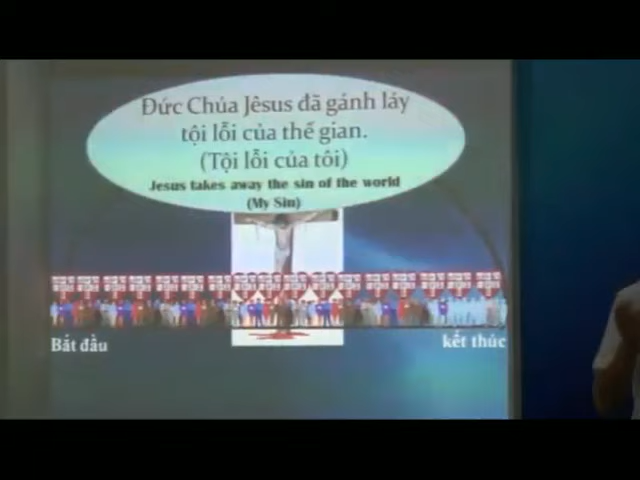 Đức Chúa Jêsus đã gánh lấy
tội lỗi của thế gian.
(Tội lỗi của tôi)
Jesus takes away the sin of the world
(My Sin)
Bắt đầu
kết thúc